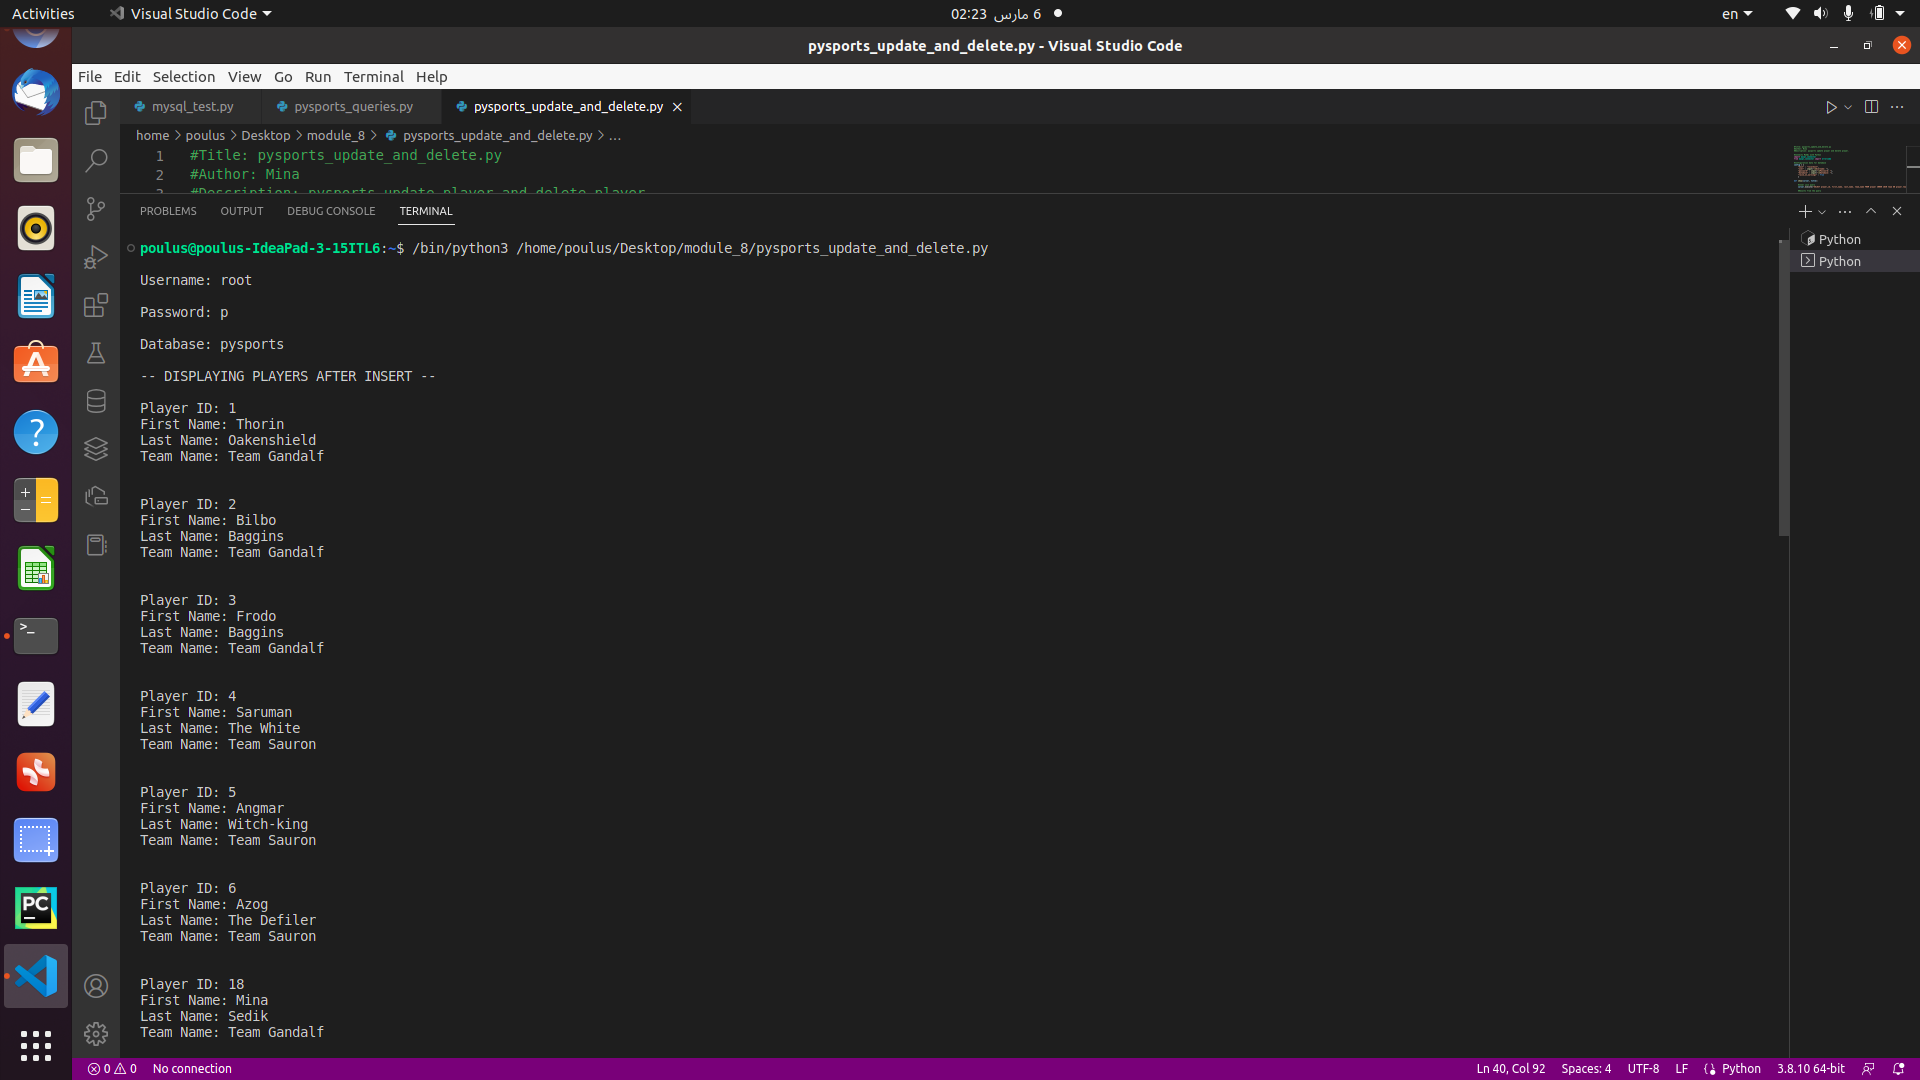 Activities
Visual Studio Code
6 مارس 02:23
en
pysports_update_and_delete.py - Visual Studio Code
File Edit Selection View Go Run Terminal Help
mysql_test.py
pysports_queries.py
pysports_update_and_delete.py
home > poulus > Desktop > module_8 > pysports_update_and_delete.py > ...
1 #Title: pysports_update_and_delete.py
2 #Author: Mina
3 #Description: pysports update player and delete player
PROBLEMS OUTPUT DEBUG CONSOLE TERMINAL
Python
Python
poulus@poulus-IdeaPad-3-15ITL6:~$ /bin/python3 /home/poulus/Desktop/module_8/pysports_update_and_delete.py
Username: root
Password: p
Database: pysports
-- DISPLAYING PLAYERS AFTER INSERT --
Player ID: 1
First Name: Thorin
Last Name: Oakenshield
Team Name: Team Gandalf
Player ID: 2
First Name: Bilbo
Last Name: Baggins
Team Name: Team Gandalf
Player ID: 3
First Name: Frodo
Last Name: Baggins
Team Name: Team Gandalf
Player ID: 4
First Name: Saruman
Last Name: The White
Team Name: Team Sauron
Player ID: 5
First Name: Angmar
Last Name: Witch-king
Team Name: Team Sauron
Player ID: 6
First Name: Azog
Last Name: The Defiler
Team Name: Team Sauron
Player ID: 18
First Name: Mina
Last Name: Sedik
Team Name: Team Gandalf
PC
0 0 No connection
Ln 40, Col 92 Spaces: 4 UTF-8 LF Python 3.8.10 64-bit